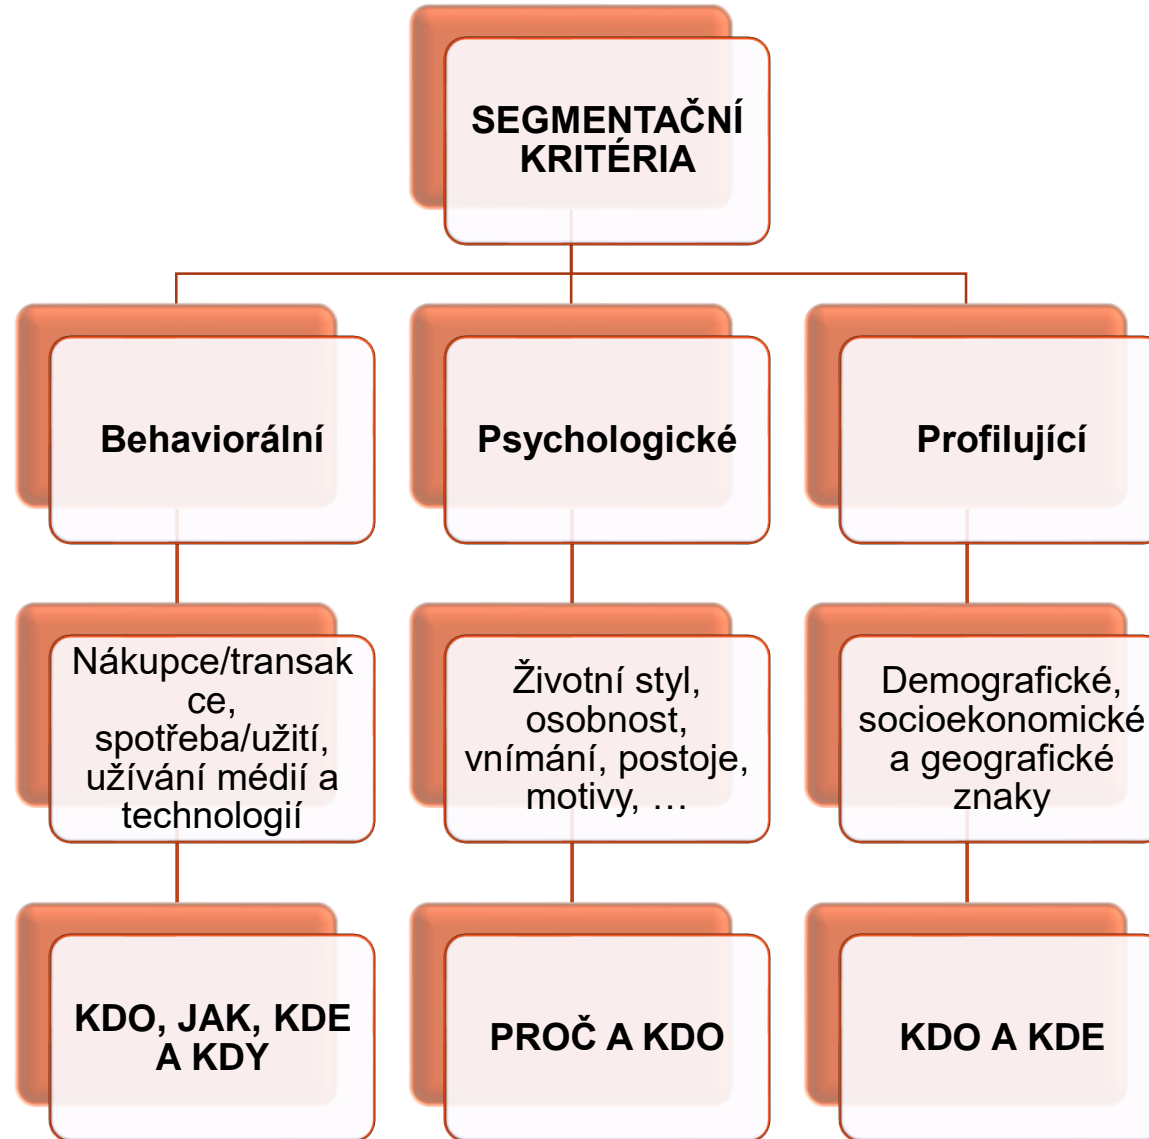 SEGMENTAČNÍ
KRITÉRIA
Behaviorální
Psychologické
Profilující
Nákupce/transak
ce,
spotřeba/užití,
užívání médií a
technologií
Životní styl,
osobnost,
vnímání, postoje,
motivy, …
Demografické,
socioekonomické
a geografické
znaky
KDO, JAK, KDE
A KDY
PROČ A KDO
KDO A KDE